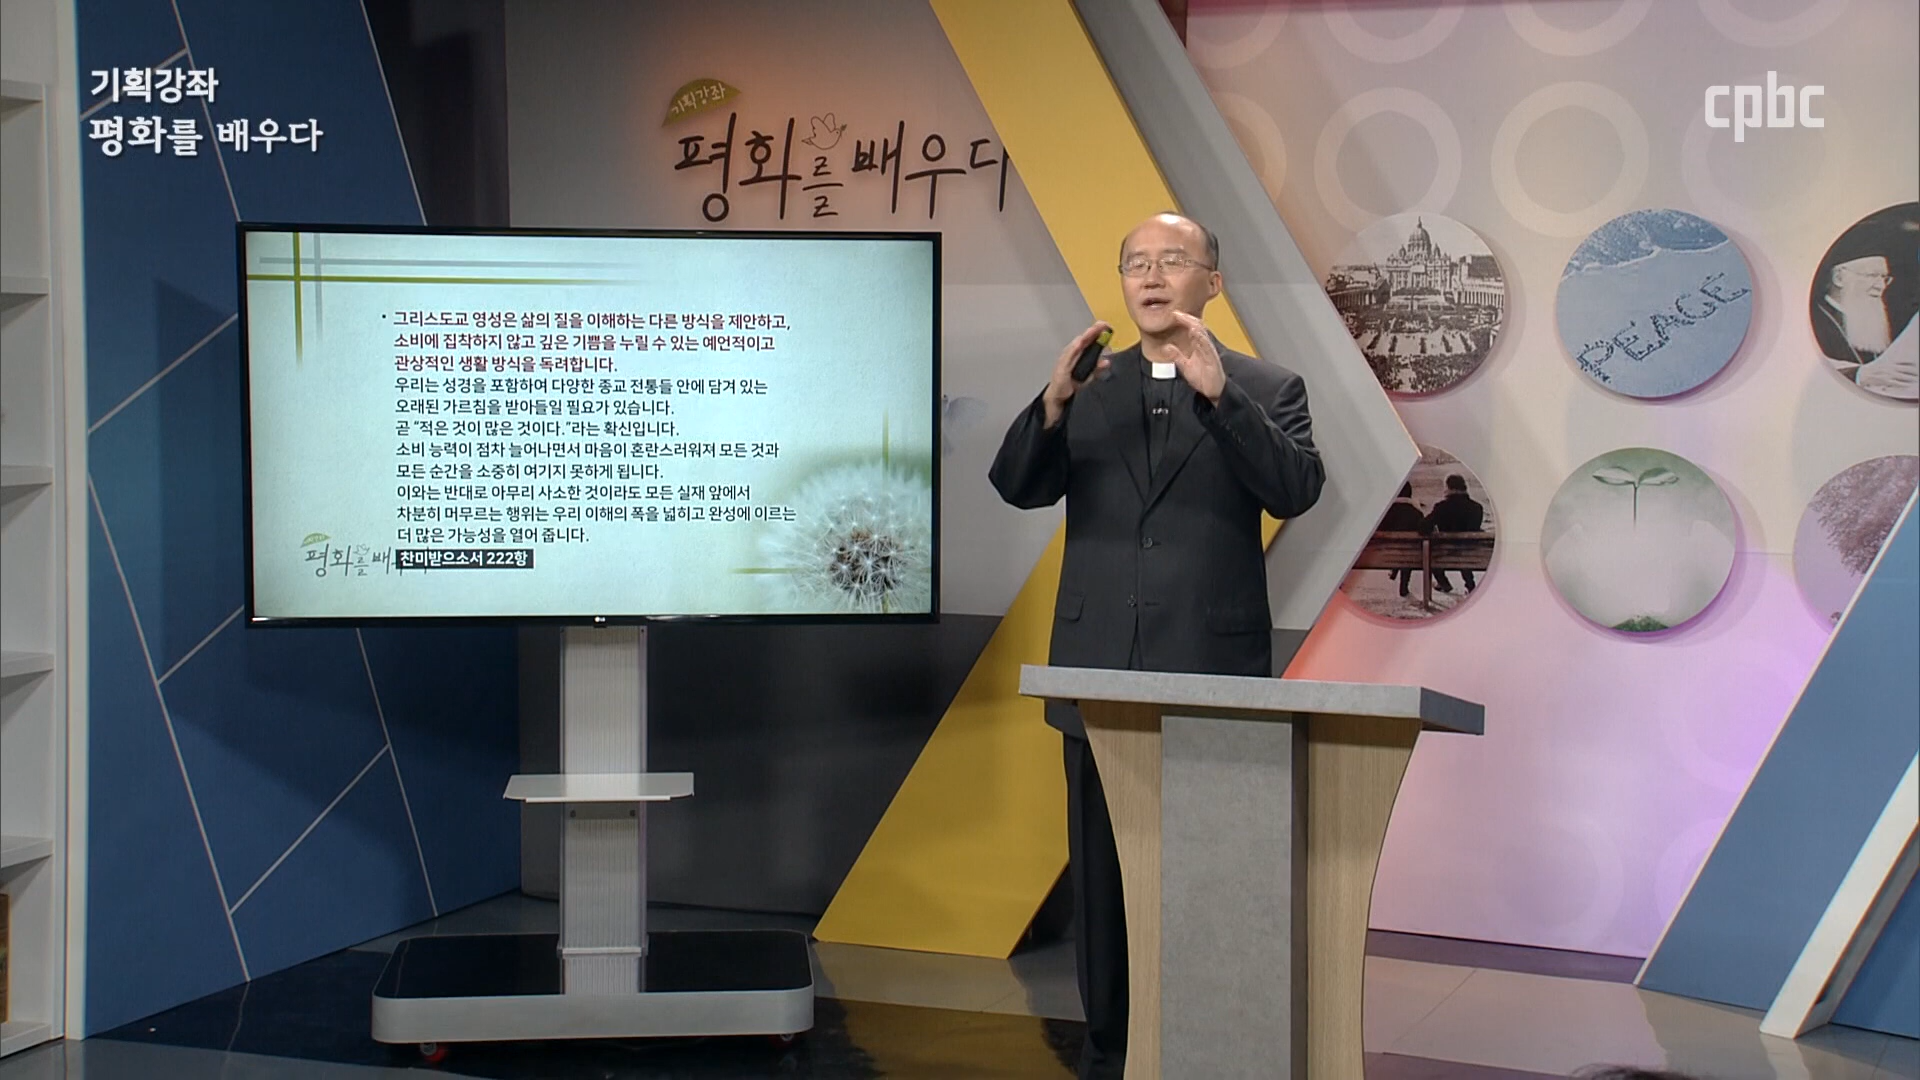 기획강좌
평화를 배우다
cpbc
기획강좌
평화를 배우다
• 그리스도교 영성은 삶의 질을 이해하는 다른 방식을 제안하고,
소비에 집착하지 않고 깊은 기쁨을 누릴 수 있는 예언적이고
관상적인 생활 방식을 독려합니다.
우리는 성경을 포함하여 다양한 종교 전통들 안에 담겨 있는
오래된 가르침을 받아들일 필요가 있습니다.
곧 “적은 것이 많은 것이다.”라는 확신입니다.
소비 능력이 점차 늘어나면서 마음이 혼란스러워져 모든 것과
모든 순간을 소중히 여기지 못하게 됩니다.
이와는 반대로 아무리 사소한 것이라도 모든 실재 앞에서
차분히 머무르는 행위는 우리 이해의 폭을 넓히고 완성에 이르는
더 많은 가능성을 열어 줍니다.
찬미받으소서 222항
평화를 배
LG
PEACE